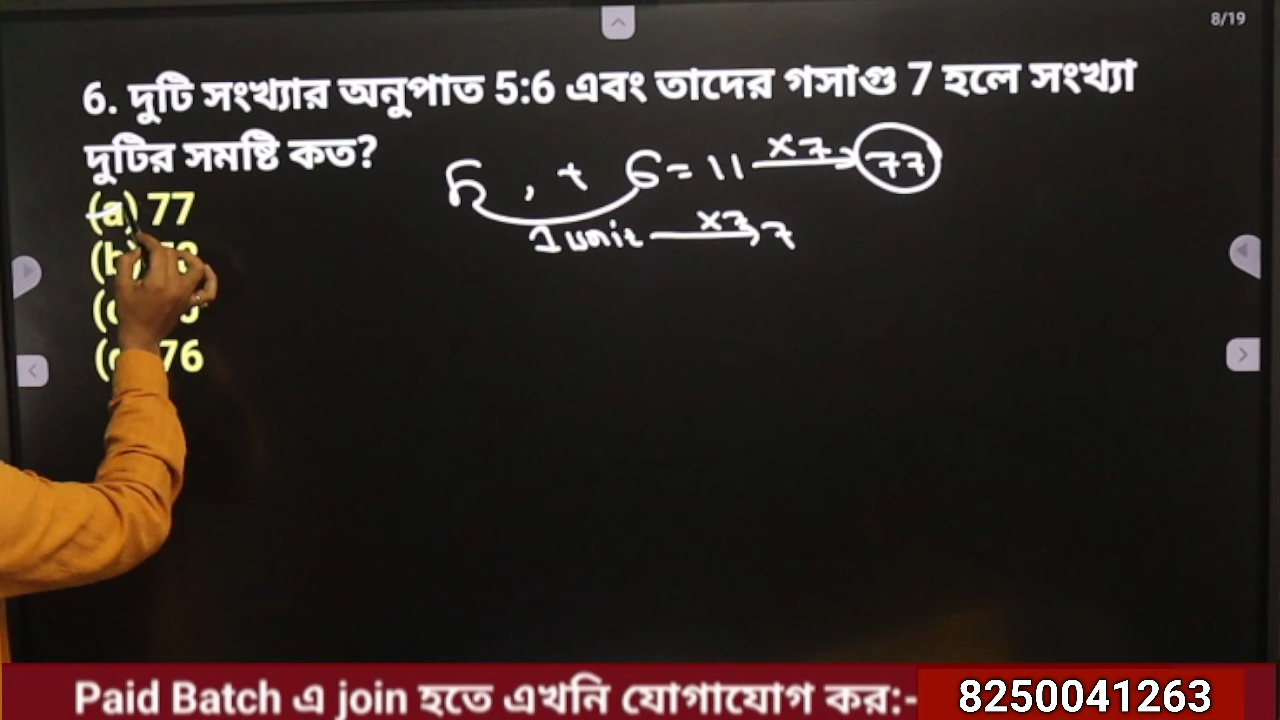 8/19
6. দুটি সংখ্যার অনুপাত 5:6 এবং তাদের গসাগু 7 হলে সংখ্যা
দুটির সমষ্টি কত?
5 , + 6 = 11 ×7 77
1 unit ×7 7
(a) 77
76
Paid Batch এ join হতে এখনি যোগাযোগ কর:- 8250041263